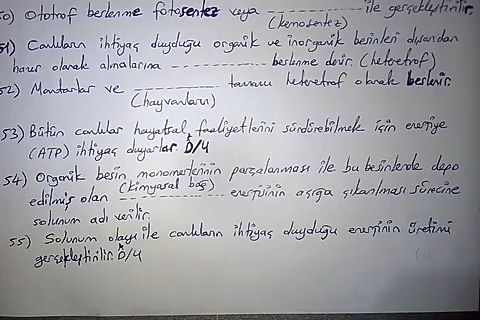 50) Ototrof beslenme fotosentez veya ------------ ile gerçekleştirilir.
(kemosentez)
51) Canlıların ihtiyaç duyduğu organik ve inorganik besinleri dışarıdan
hazır olarak almalarına ------------ beslenme denir. (heterotrof)
52) Mantarlar ve ------------ tamamı heterotrof olarak beslenir.
(hayvanların)
53) Bütün canlılar hayatsal faaliyetlerini sürdürebilmek için enerjiye
(ATP) ihtiyaç duyarlar D/Y
54) Organik besin monomerlerinin parçalanması ile bu besinlerde depo
edilmiş olan (kimyasal bağ) ------------ enerjisinin açığa çıkarılması sürecine
solunum adı verilir.
55) Solunum olayı ile canlıların ihtiyaç duyduğu enerjinin üretimi
gerçekleştirilir. D/Y